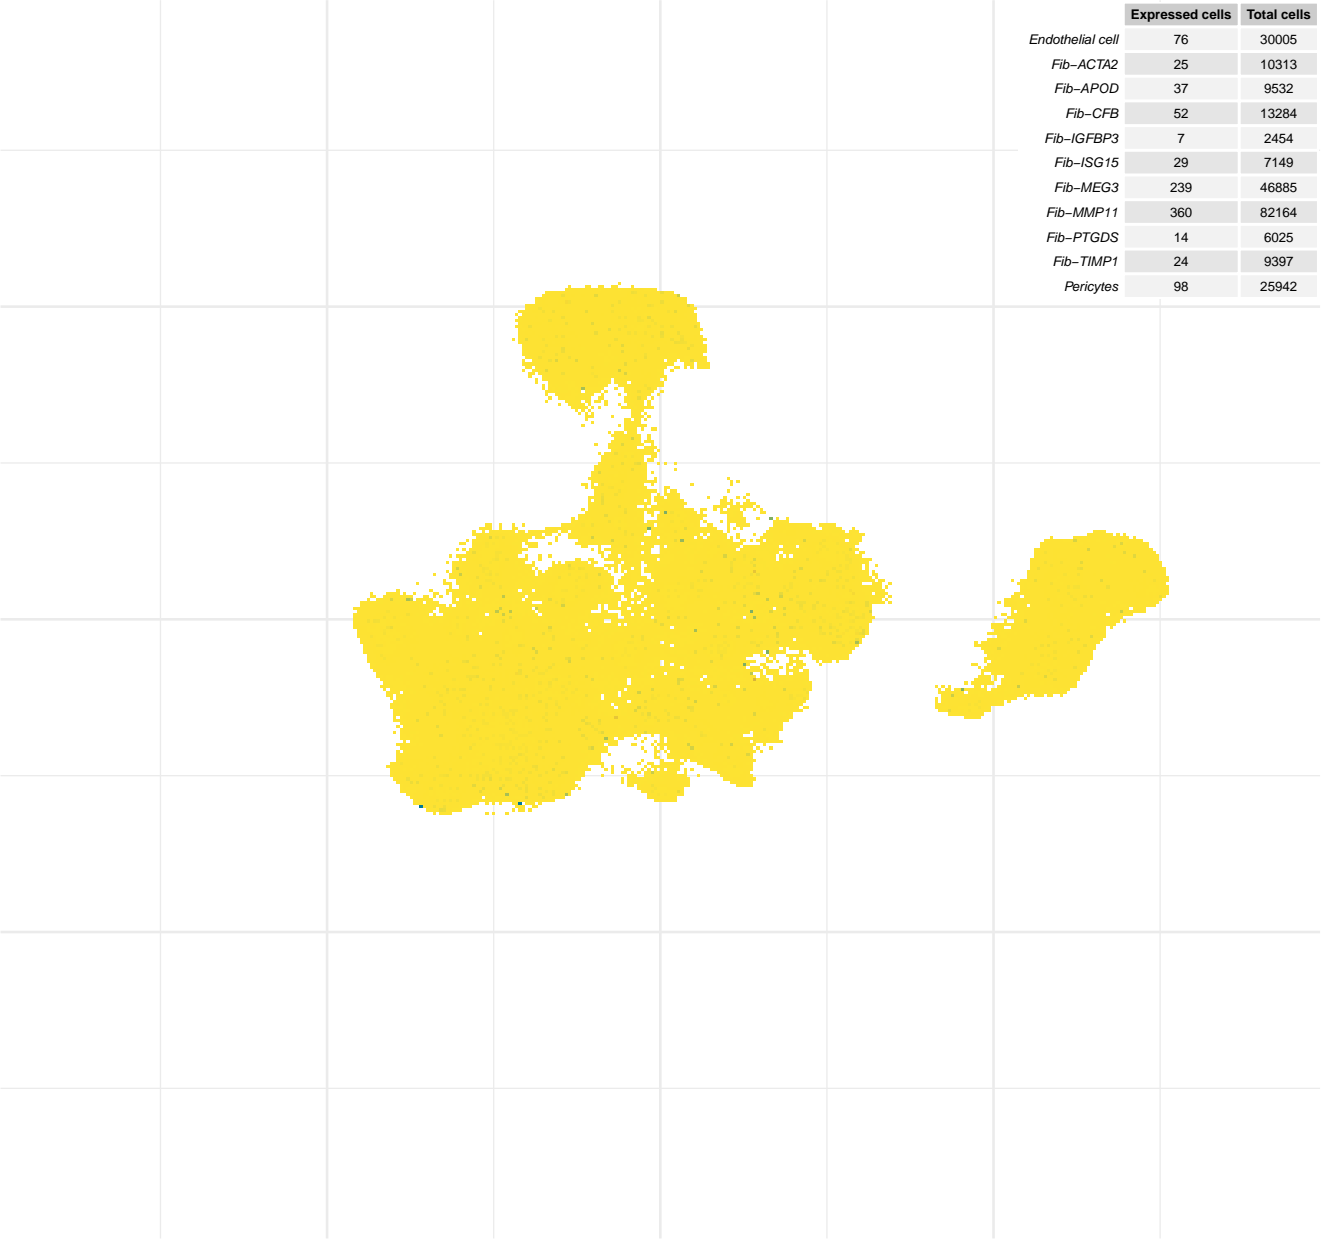 Expressed cells Total cells
Endothelial cell 76 30005
Fib−ACTA2 25 10313
Fib−APOD 37 9532
Fib−CFB 52 13284
Fib−IGFBP3 7 2454
Fib−ISG15 29 7149
Fib−MEG3 239 46885
Fib−MMP11 360 82164
Fib−PTGDS 14 6025
Fib−TIMP1 24 9397
Pericytes 98 25942